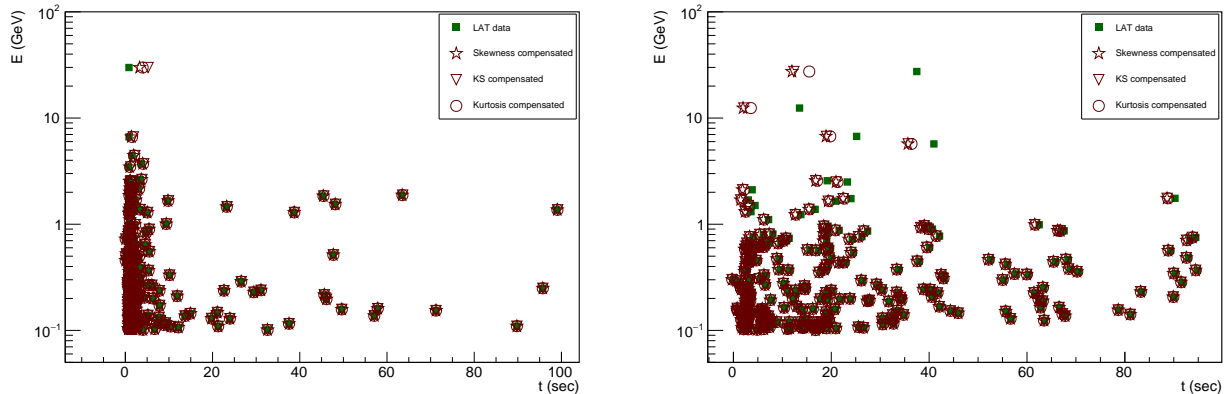 E (GeV)
10²
10
1
10⁻¹
0 20 40 60 80 100
t (sec)
LAT data
Skewness compensated
KS compensated
Kurtosis compensated
E (GeV)
10²
10
1
10⁻¹
0 20 40 60 80
t (sec)
LAT data
Skewness compensated
KS compensated
Kurtosis compensated